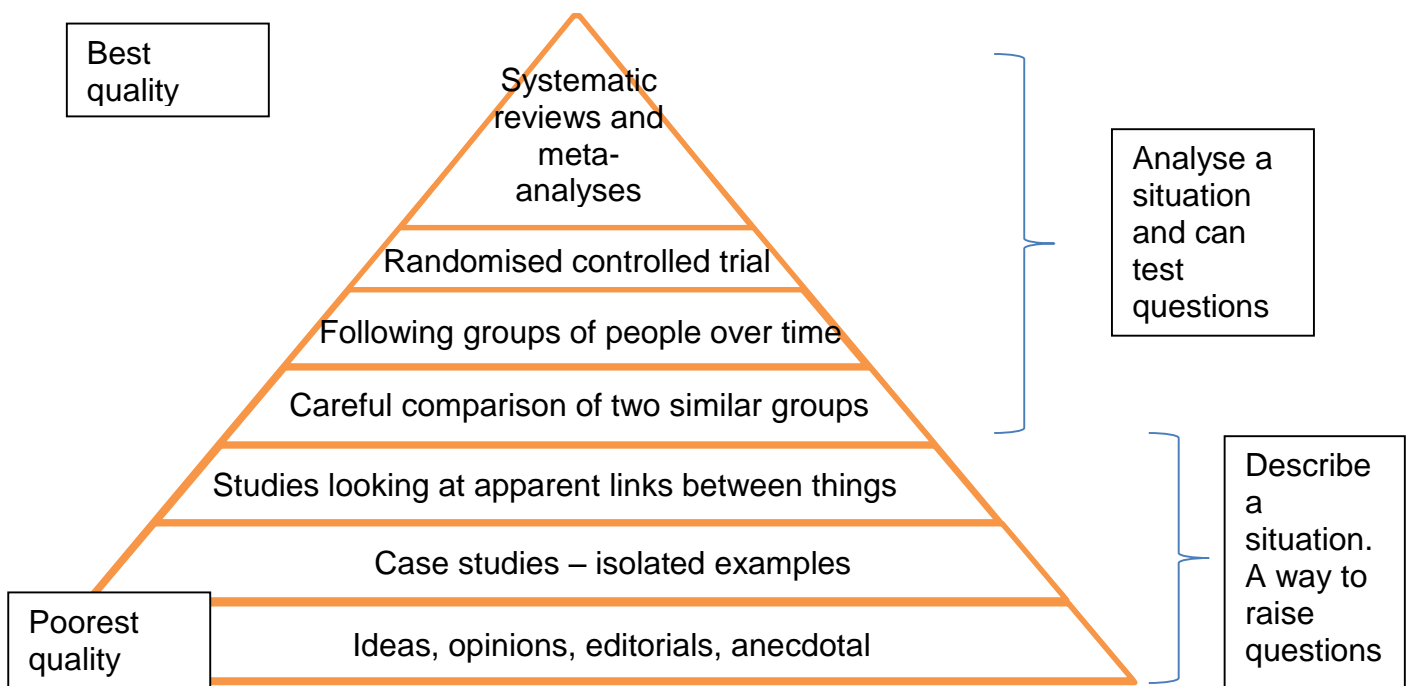 Best
quality
Systematic
reviews and
meta-
analyses
Randomised controlled trial
Following groups of people over time
Careful comparison of two similar groups
Studies looking at apparent links between things
Case studies – isolated examples
Ideas, opinions, editorials, anecdotal
Poorest
quality
Analyse a
situation
and can
test
questions
Describe
a
situation.
A way to
raise
questions